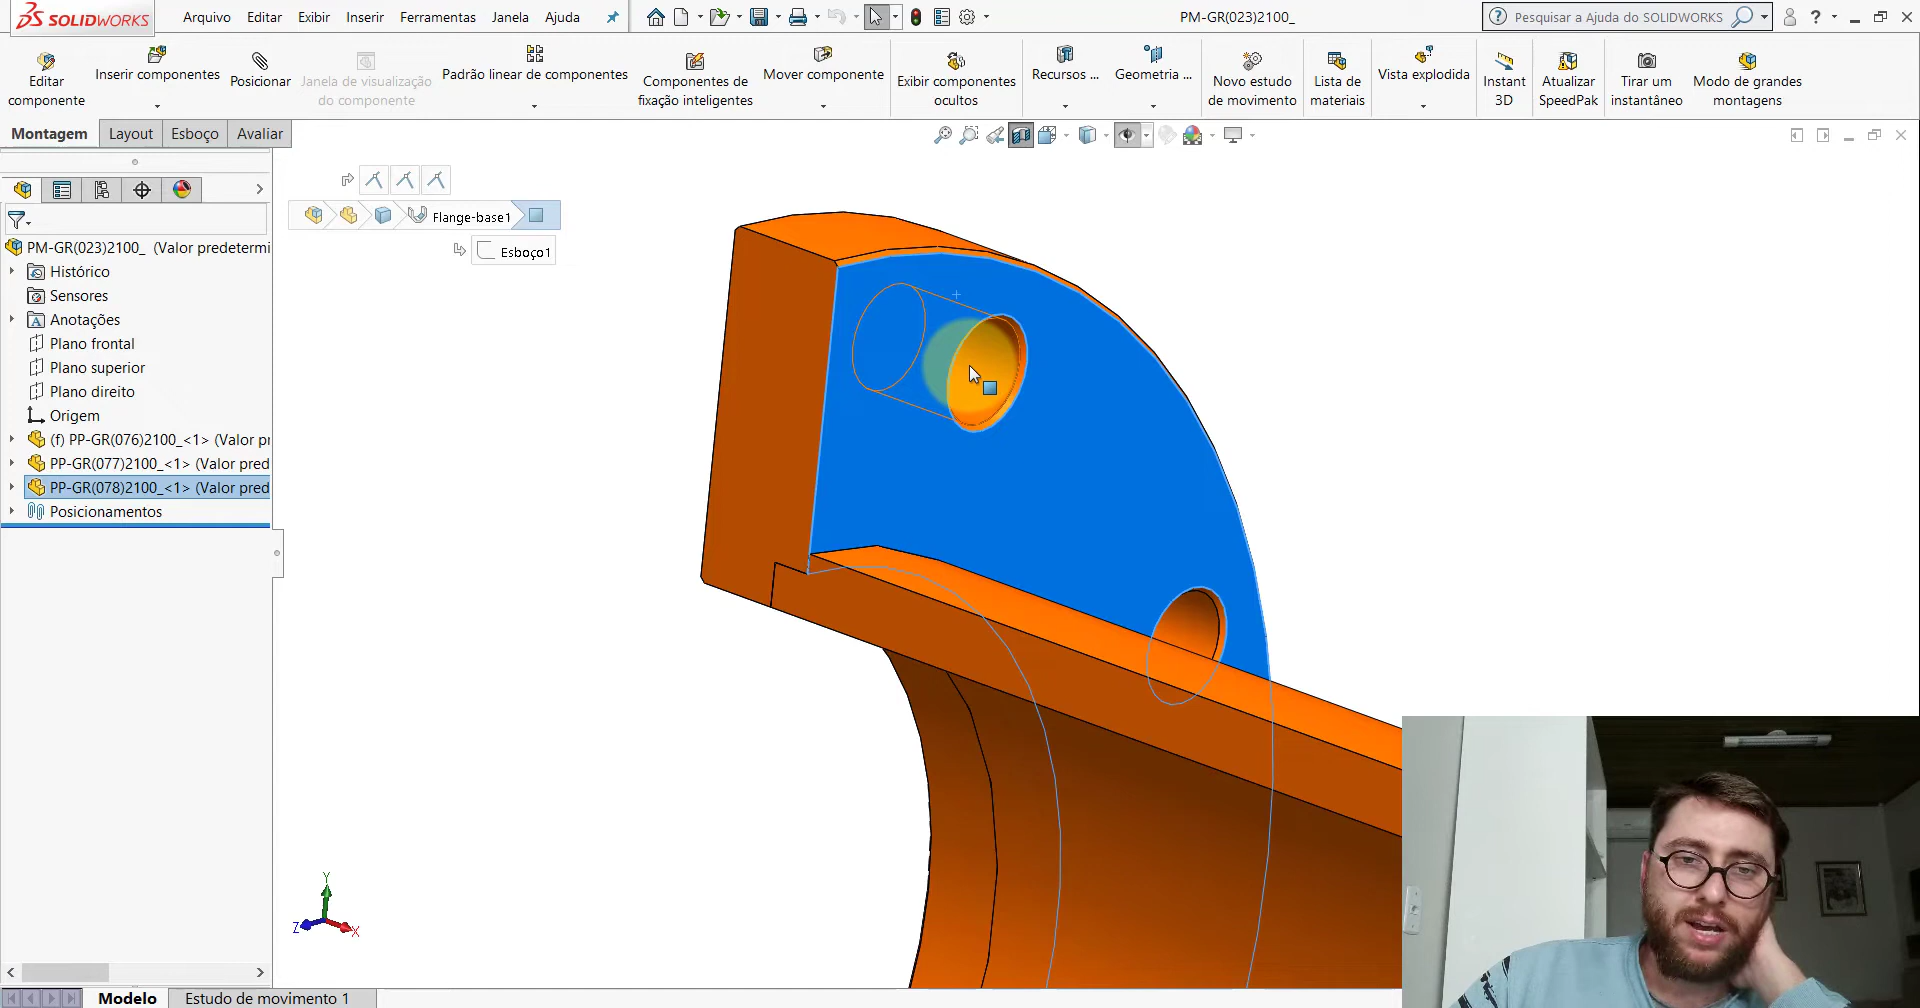 SOLIDWORKS
Arquivo Editar Exibir Inserir Ferramentas Janela Ajuda
PM-GR(023)2100_
Pesquisar a Ajuda do SOLIDWORKS
?
Editar componente
Inserir componentes
Posicionar
Janela de visualização do componente
Padrão linear de componentes
Componentes de fixação inteligentes
Mover componente
Exibir componentes ocultos
Recursos ...
Geometria ...
Novo estudo de movimento
Lista de materiais
Vista explodida
Instant 3D
Atualizar SpeedPak
Tirar um instantâneo
Modo de grandes montagens
Montagem Layout Esboço Avaliar
Flange-base1
Esboço1
PM-GR(023)2100_ (Valor predetermi
Histórico
Sensores
Anotações
Plano frontal
Plano superior
Plano direito
Origem
(f) PP-GR(076)2100_<1> (Valor pr
PP-GR(077)2100_<1> (Valor pred
PP-GR(078)2100_<1> (Valor pred
Posicionamentos
Y
Z
X
Modelo Estudo de movimento 1